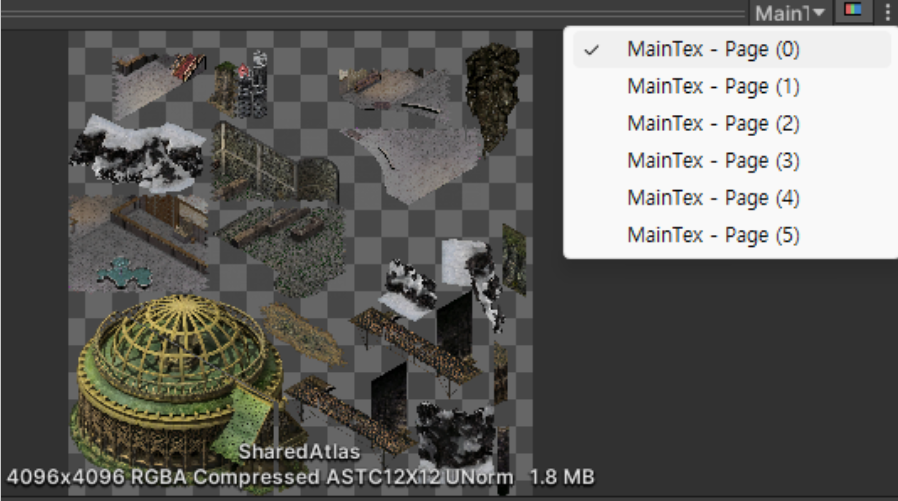 MainT
MainTex - Page (0)
MainTex - Page (1)
MainTex - Page (2)
MainTex - Page (3)
MainTex - Page (4)
MainTex - Page (5)
SharedAtlas
4096x4096 RGBA Compressed ASTC12X12 UNorm 1.8 MB